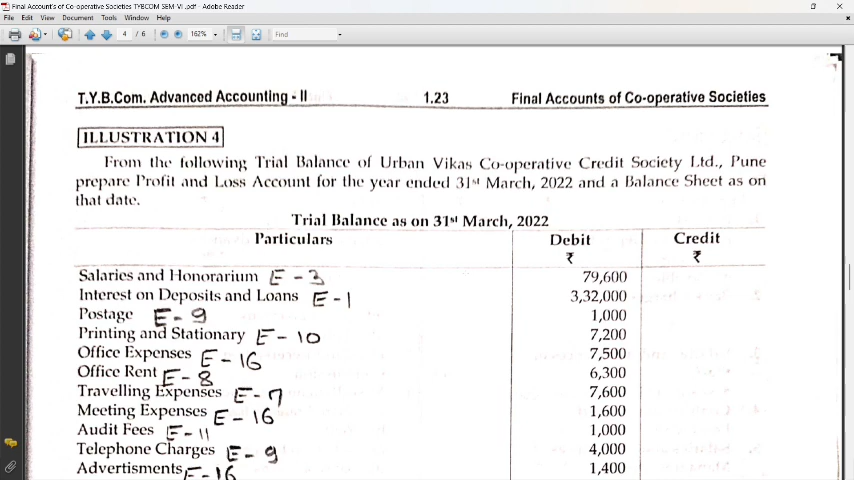 Final Account's of Co-operative Societies TYBCOM SEM-VI .pdf - Adobe Reader
File Edit View Document Tools Window Help
4 / 6 162% Find
T.Y.B.Com. Advanced Accounting - II 1.23 Final Accounts of Co-operative Societies
ILLUSTRATION 4
From the following Trial Balance of Urban Vikas Co-operative Credit Society Ltd., Pune
prepare Profit and Loss Account for the year ended 31st March, 2022 and a Balance Sheet as on
that date.
Trial Balance as on 31st March, 2022
Particulars Debit Credit
₹ ₹
Salaries and Honorarium E - 3 79,600
Interest on Deposits and Loans E - 1 3,32,000
Postage E - 9 1,000
Printing and Stationary E - 10 7,200
Office Expenses E - 16 7,500
Office Rent E - 8 6,300
Travelling Expenses E - 7 7,600
Meeting Expenses E - 16 1,600
Audit Fees E - 11 1,000
Telephone Charges E - 9 4,000
Advertisments E - 16 1,400